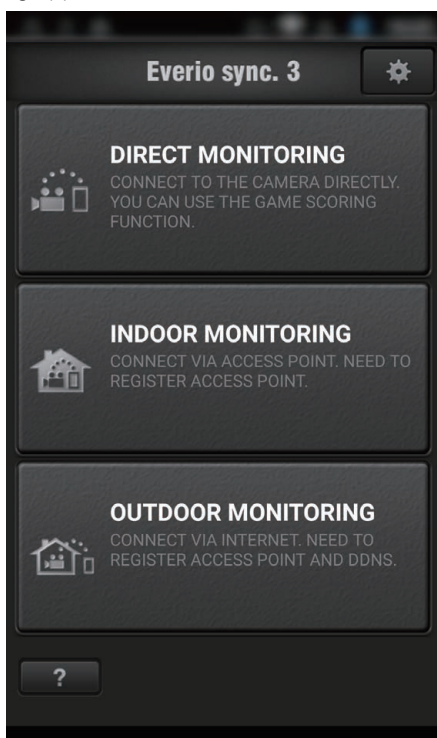 Everio sync. 3
DIRECT MONITORING
CONNECT TO THE CAMERA DIRECTLY.
YOU CAN USE THE GAME SCORING
FUNCTION.
INDOOR MONITORING
CONNECT VIA ACCESS POINT. NEED TO
REGISTER ACCESS POINT.
OUTDOOR MONITORING
CONNECT VIA INTERNET. NEED TO
REGISTER ACCESS POINT AND DDNS.
?